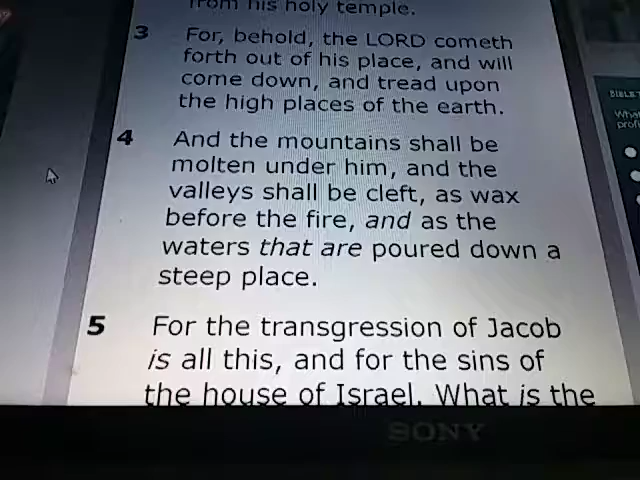 from his holy temple.
3 For, behold, the LORD cometh
forth out of his place, and will
come down, and tread upon
the high places of the earth.
4 And the mountains shall be
molten under him, and the
valleys shall be cleft, as wax
before the fire, and as the
waters that are poured down a
steep place.
5 For the transgression of Jacob
is all this, and for the sins of
the house of Israel. What is the
BIBLE
What
SONY